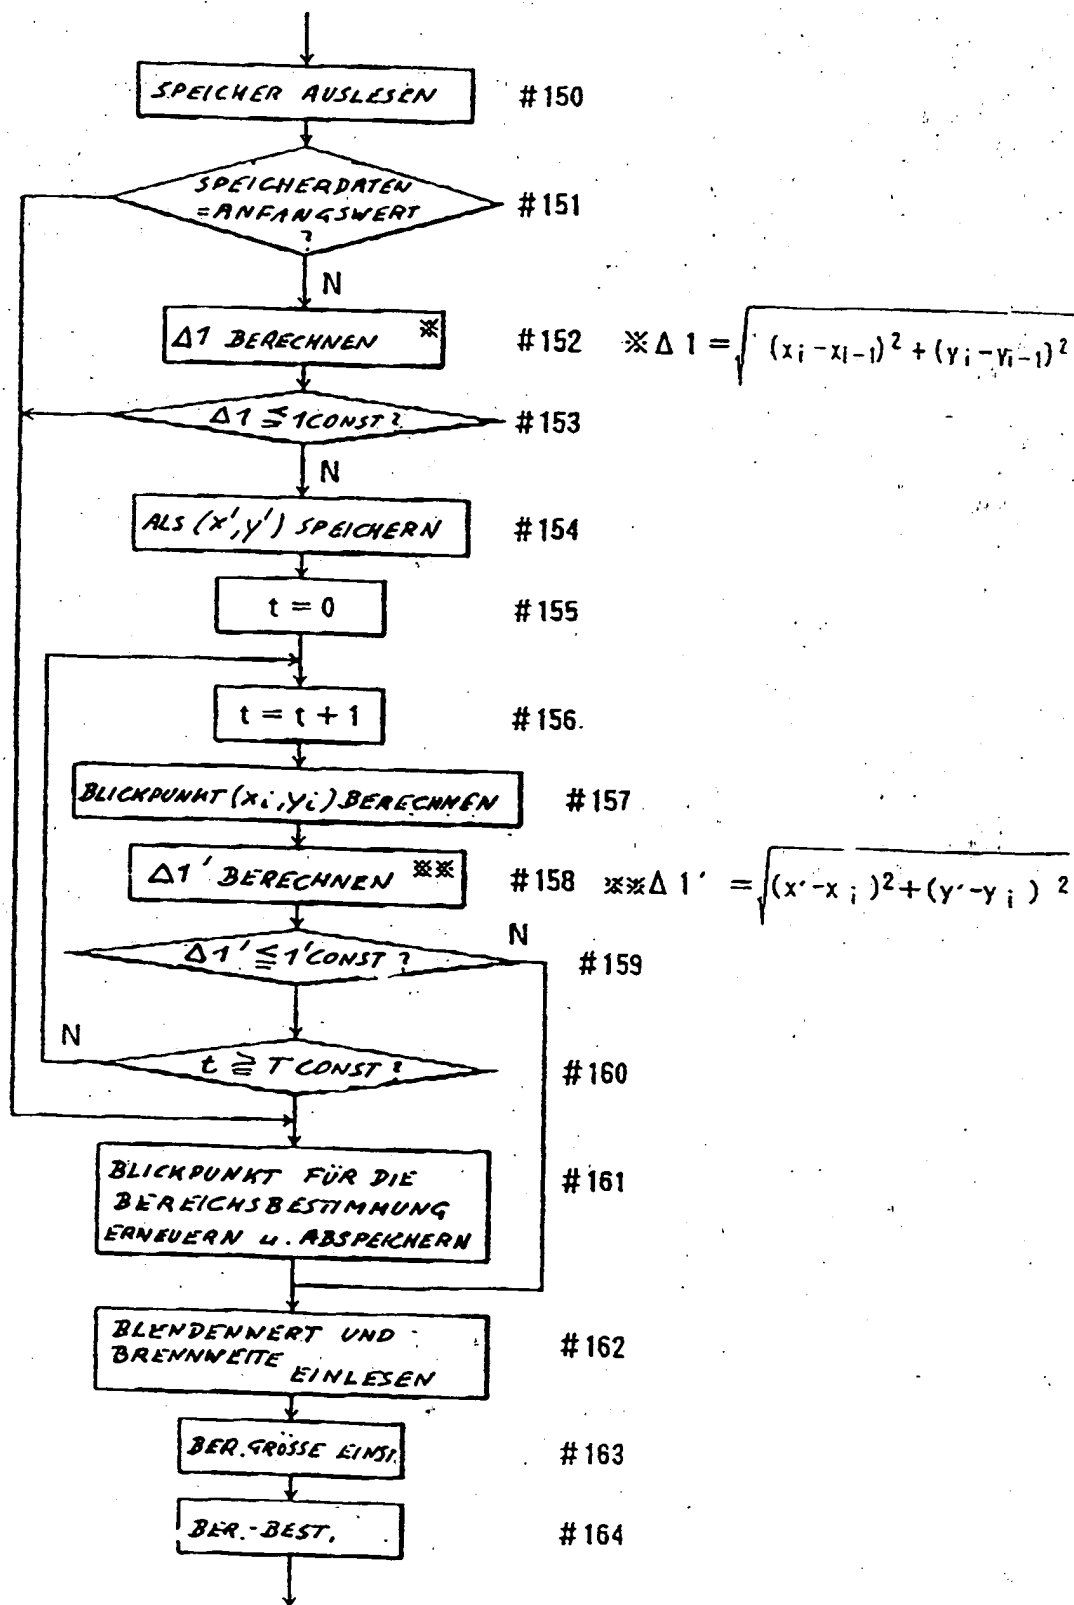 SPEICHER AUSLESEN #150
SPEICHERDATEN
=ANFANGSWERT #151
?
N
Δ1 BERECHNEN ※ #152 ※ Δ 1 = √(xi – xi–1)² + (yi – yi–1)²
Δ1 ≦ 1CONST? #153
N
ALS (x′,y′) SPEICHERN #154
t = 0 #155
t = t + 1 #156.
BLICKPUNKT (xi,yi) BERECHNEN #157
Δ1′ BERECHNEN ※※ #158 ※※ Δ 1′ = √(x′–xi)²+(y′–yi)²
N
Δ1′ ≦ 1′CONST? #159
N
t ≧ T CONST? #160
BLICKPUNKT FÜR DIE #161
BEREICHSBESTIMMUNG
ERNEUERN u. ABSPEICHERN
BLENDENWERT UND #162
BRENNWEITE
EINLESEN
BER.GRÖSSE EINST. #163
BER.-BEST. #164